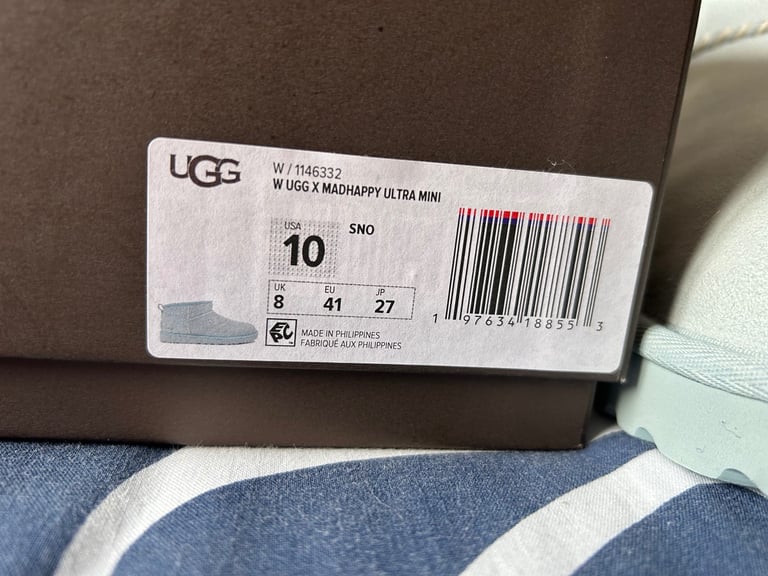 UGG
W / 1146332
W UGG X MADHAPPY ULTRA MINI
USA
10
SNO
UK
8
EU
41
JP
27
MADE IN PHILIPPINES
FABRIQUÉ AUX PHILIPPINES
1 97634 18855 3